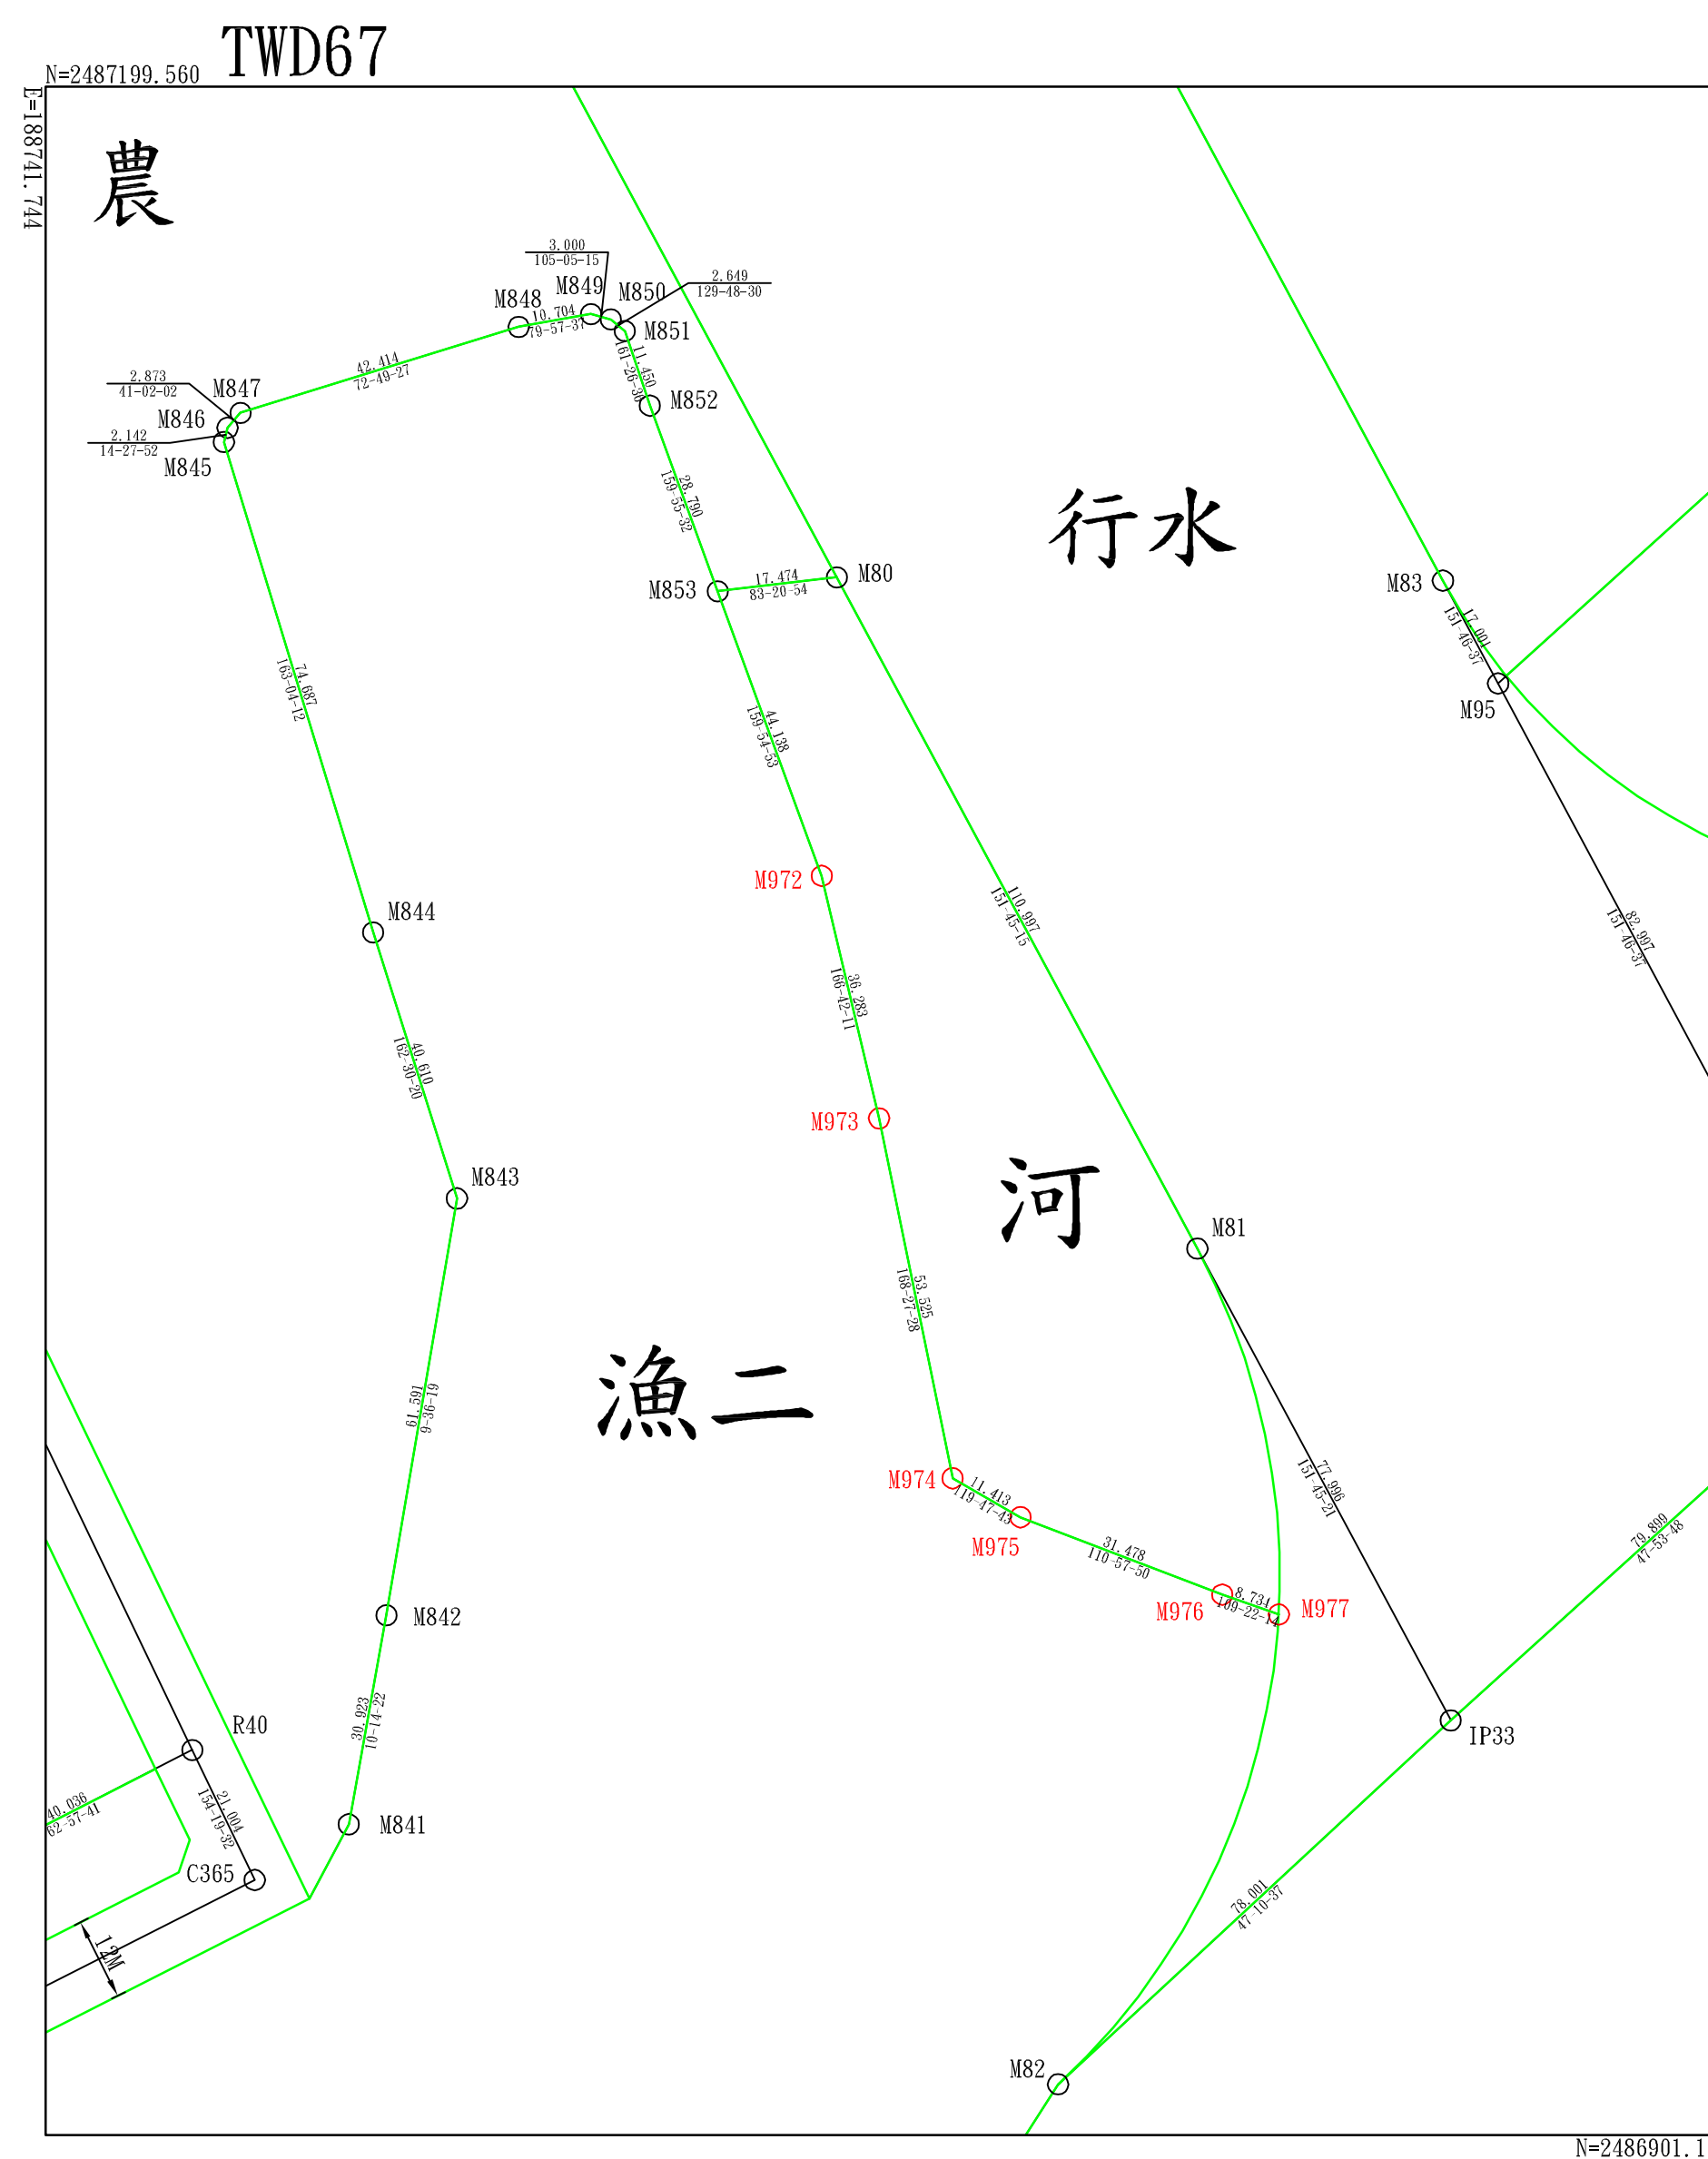 TWD67
N=2487199.560
E=188741.744
農
3.000
105-05-15
M849
M850
2.649
129-48-30
M848
10.704
79-57-37
M851
11.450
161-26-30
42.414
72-49-27
2.873
41-02-02
M847
M846
M852
2.142
14-27-52
M845
28.790
159-55-32
行水
17.474
83-20-54
M80
M853
M83
17.001
151-46-37
74.687
163-04-12
M95
44.138
159-54-53
M972
M844
110.997
151-45-15
82.997
151-46-37
36.283
166-42-11
40.610
162-30-20
M973
M843
河
M81
53.525
168-27-28
漁二
61.591
9-36-19
M974
11.413
119-47-43
77.996
151-45-21
M975
31.478
110-57-50
79.899
47-53-48
8.734
109-22-14
M976
M977
M842
30.923
10-14-22
R40
IP33
40.036
62-57-41
21.004
154-19-32
M841
C365
78.001
47-10-37
12M
M82
N=2486901.1